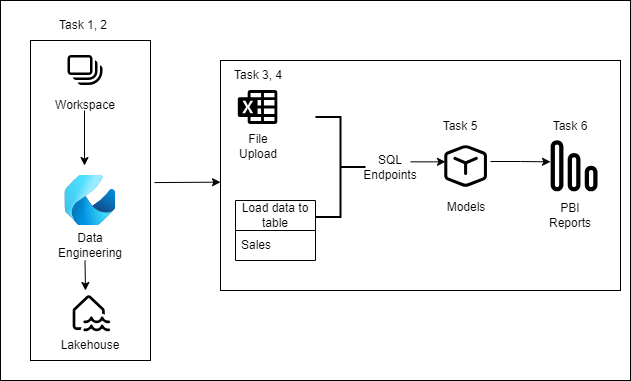 Task 1, 2
Workspace
Data
Engineering
Lakehouse
Task 3, 4
X
File
Upload
Load data to
table
Sales
SQL
Endpoints
Task 5
Models
Task 6
PBI
Reports